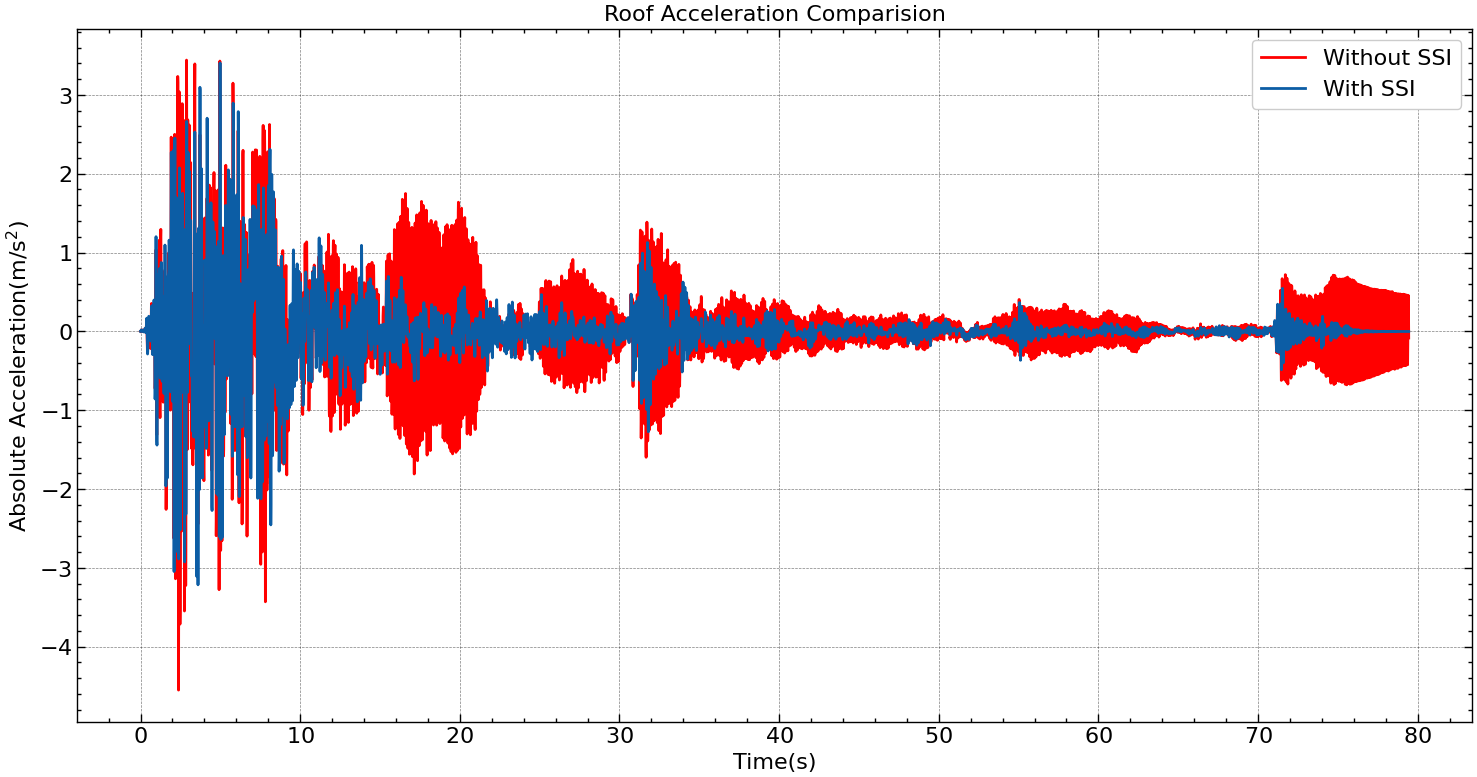 Roof Acceleration Comparision
Without SSI
With SSI
Absolute Acceleration(m/s²)
3
2
1
0
−1
−2
−3
−4
0 10 20 30 40 50 60 70 80
Time(s)